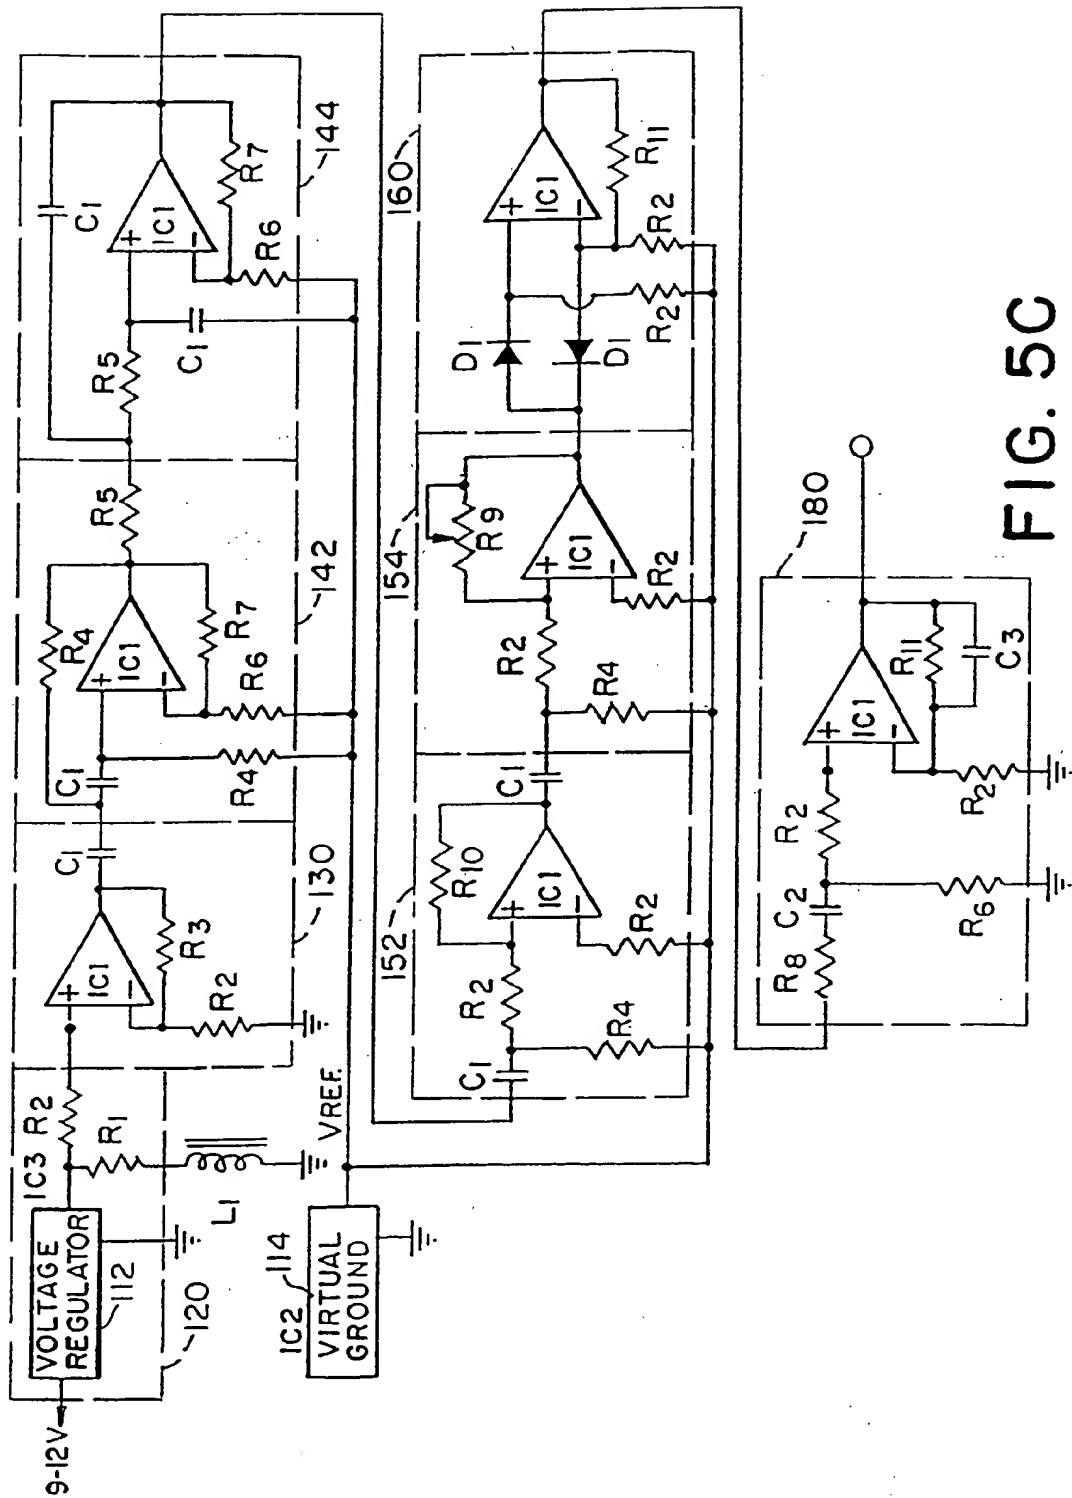 9-12V
VOLTAGE
REGULATOR
112
120
IC3
R2
R1
L1
IC1
+
-
R3
R2
130
C1
C1
R4
R4
IC1
+
-
R7
R6
142
R5
R5
C1
C1
IC1
+
-
R7
R6
144
IC2
114
VIRTUAL
GROUND
VREF.
152
C1
R2
R4
R10
IC1
+
-
R2
C1
154
R2
R4
R9
IC1
+
-
R2
160
D1
D1
IC1
+
-
R11
R2
R2
180
R8
C2
R2
R6
IC1
+
-
R11
C3
R2
FIG. 5C